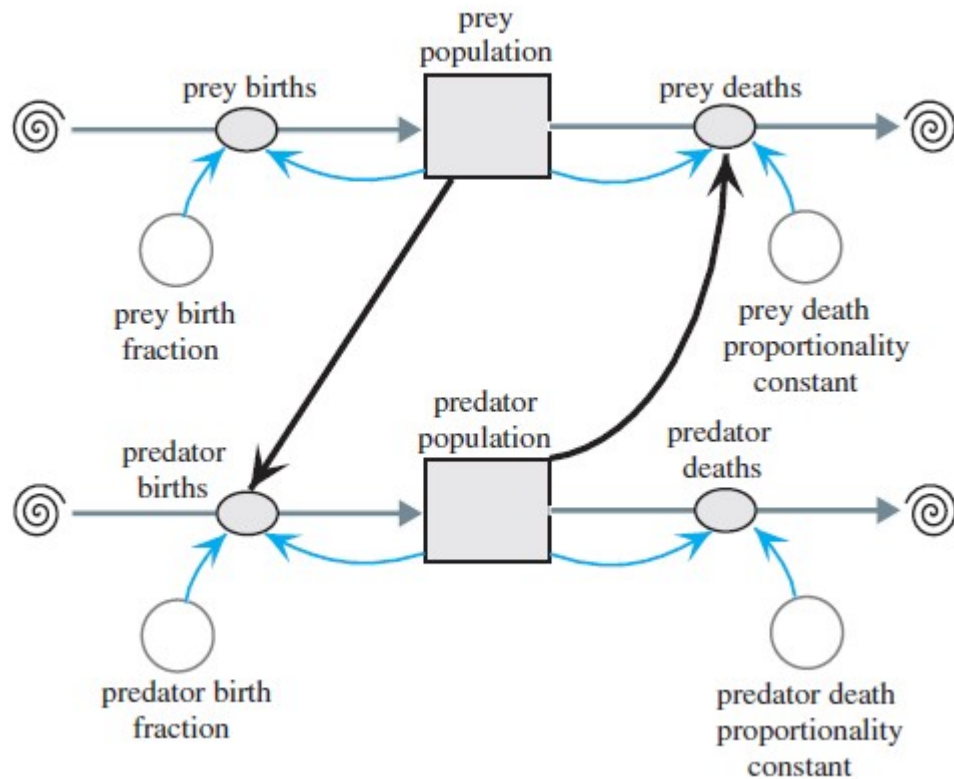 prey
population
prey births
prey deaths
prey birth
fraction
prey death
proportionality
constant
predator
population
predator
births
predator
deaths
predator birth
fraction
predator death
proportionality
constant